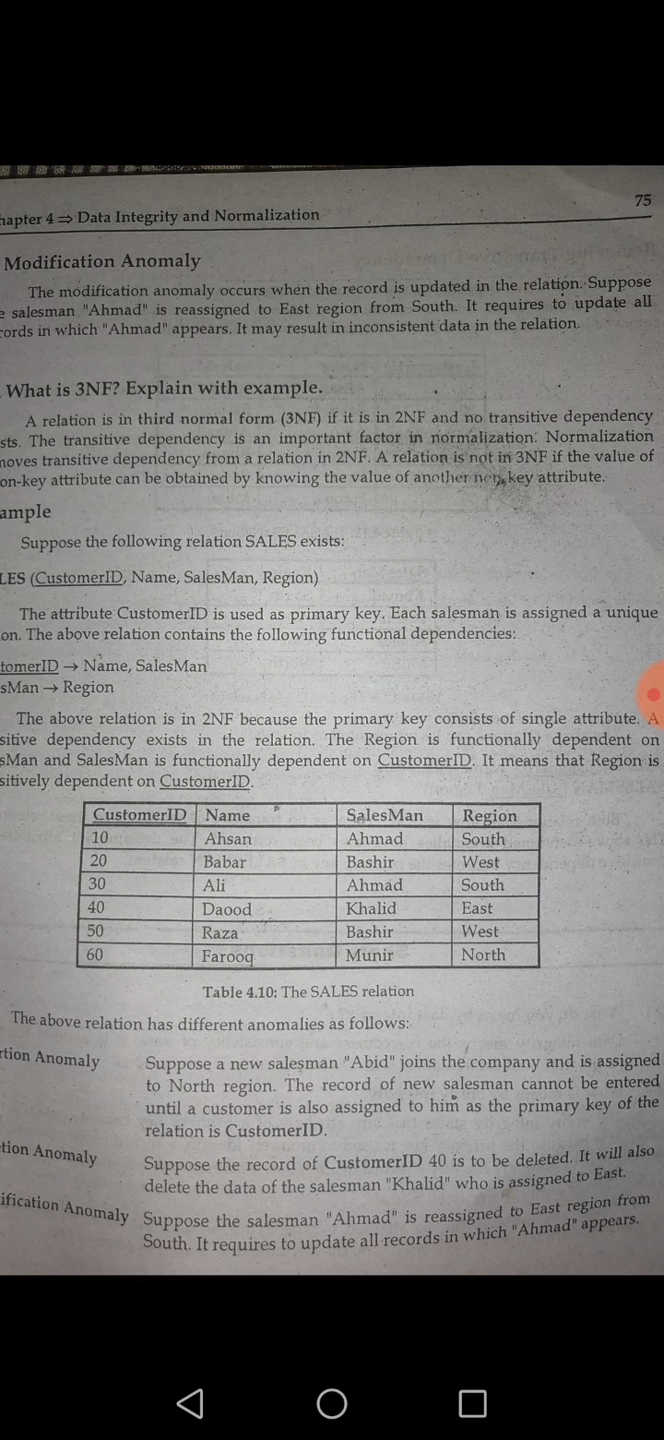 75
hapter 4 ⇒ Data Integrity and Normalization
Modification Anomaly
The modification anomaly occurs when the record is updated in the relation. Suppose
e salesman "Ahmad" is reassigned to East region from South. It requires to update all
cords in which "Ahmad" appears. It may result in inconsistent data in the relation.
What is 3NF? Explain with example.
A relation is in third normal form (3NF) if it is in 2NF and no transitive dependency
sts. The transitive dependency is an important factor in normalization. Normalization
moves transitive dependency from a relation in 2NF. A relation is not in 3NF if the value of
on-key attribute can be obtained by knowing the value of another non key attribute.
ample
Suppose the following relation SALES exists:
LES (CustomerID, Name, SalesMan, Region)
The attribute CustomerID is used as primary key. Each salesman is assigned a unique
on. The above relation contains the following functional dependencies:
tomerID → Name, SalesMan
sMan → Region
The above relation is in 2NF because the primary key consists of single attribute. A
sitive dependency exists in the relation. The Region is functionally dependent on
sMan and SalesMan is functionally dependent on CustomerID. It means that Region is
sitively dependent on CustomerID.
CustomerID Name SalesMan Region
10 Ahsan Ahmad South
20 Babar Bashir West
30 Ali Ahmad South
40 Daood Khalid East
50 Raza Bashir West
60 Farooq Munir North
Table 4.10: The SALES relation
The above relation has different anomalies as follows:
rtion Anomaly Suppose a new salesman "Abid" joins the company and is assigned
to North region. The record of new salesman cannot be entered
until a customer is also assigned to him as the primary key of the
relation is CustomerID.
tion Anomaly Suppose the record of CustomerID 40 is to be deleted. It will also
delete the data of the salesman "Khalid" who is assigned to East.
ification Anomaly Suppose the salesman "Ahmad" is reassigned to East region from
South. It requires to update all records in which "Ahmad" appears.